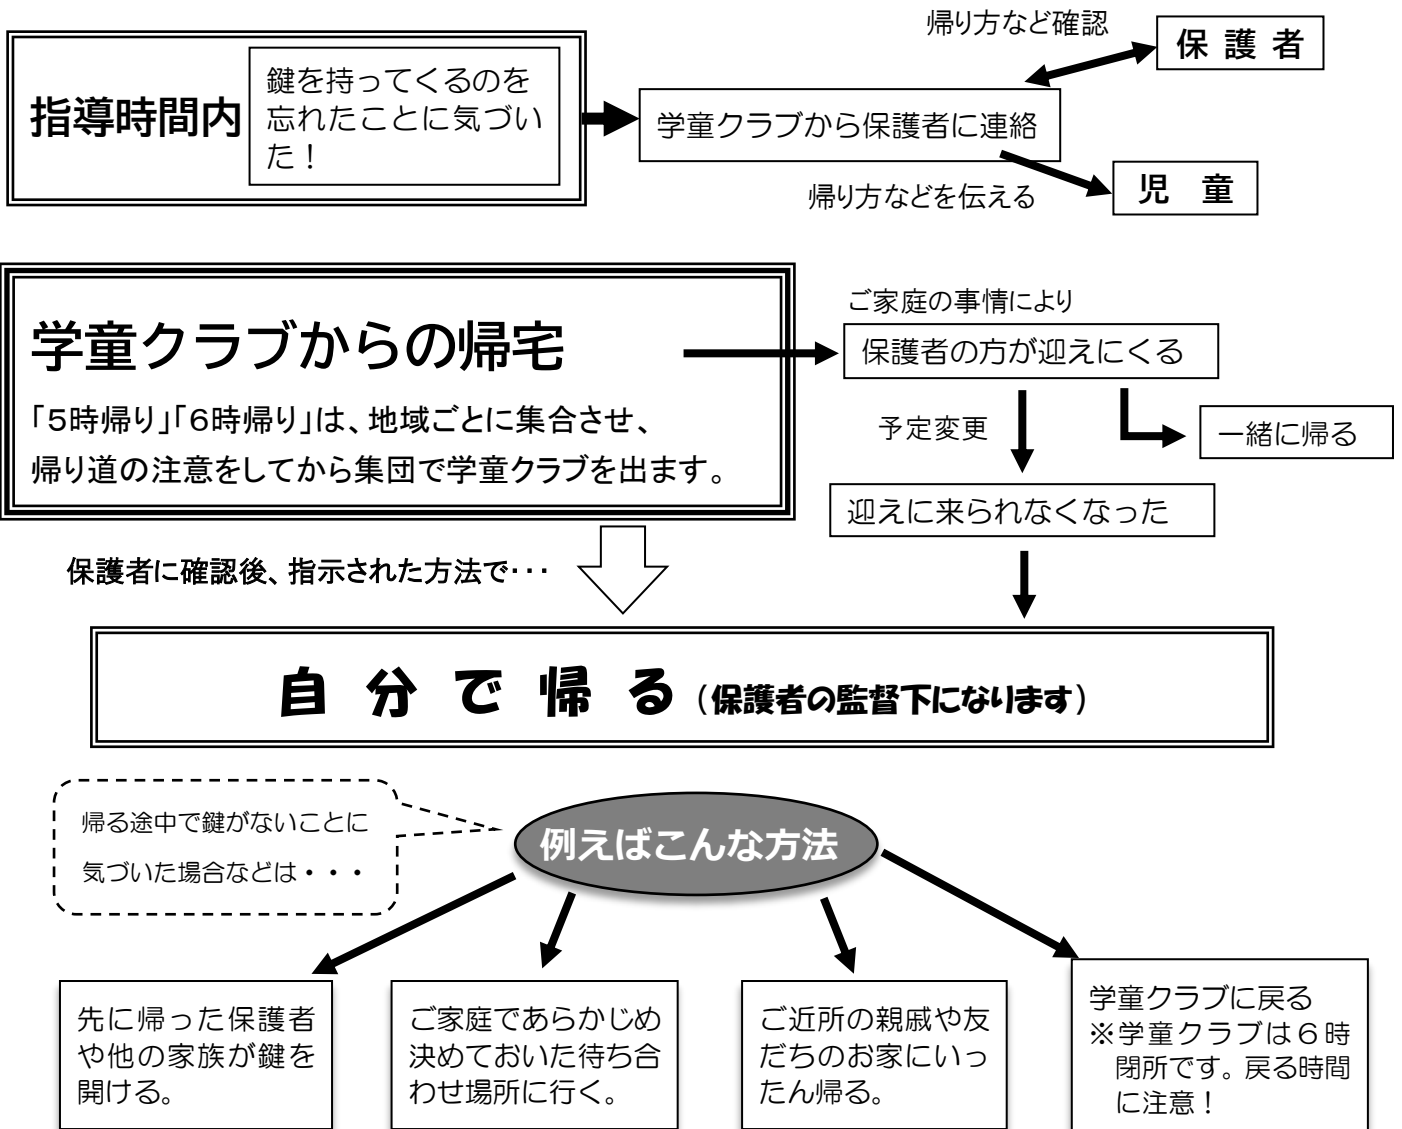 帰り方など確認
保 護 者
指導時間内
鍵を持ってくるのを
忘れたことに気づい
た！
学童クラブから保護者に連絡
帰り方などを伝える
児 童
学童クラブからの帰宅
「５時帰り」「６時帰り」は、地域ごとに集合させ、
帰り道の注意をしてから集団で学童クラブを出ます。
ご家庭の事情により
保護者の方が迎えにくる
予定変更
一緒に帰る
迎えに来られなくなった
保護者に確認後、指示された方法で･･･
自 分 で 帰 る（保護者の監督下になります）
帰る途中で鍵がないことに
気づいた場合などは・・・
例えばこんな方法
先に帰った保護者
や他の家族が鍵を
開ける。
ご家庭であらかじめ
決めておいた待ち合
わせ場所に行く。
ご近所の親戚や友
だちのお家にいっ
たん帰る。
学童クラブに戻る
※学童クラブは６時
閉所です。戻る時間
に注意！